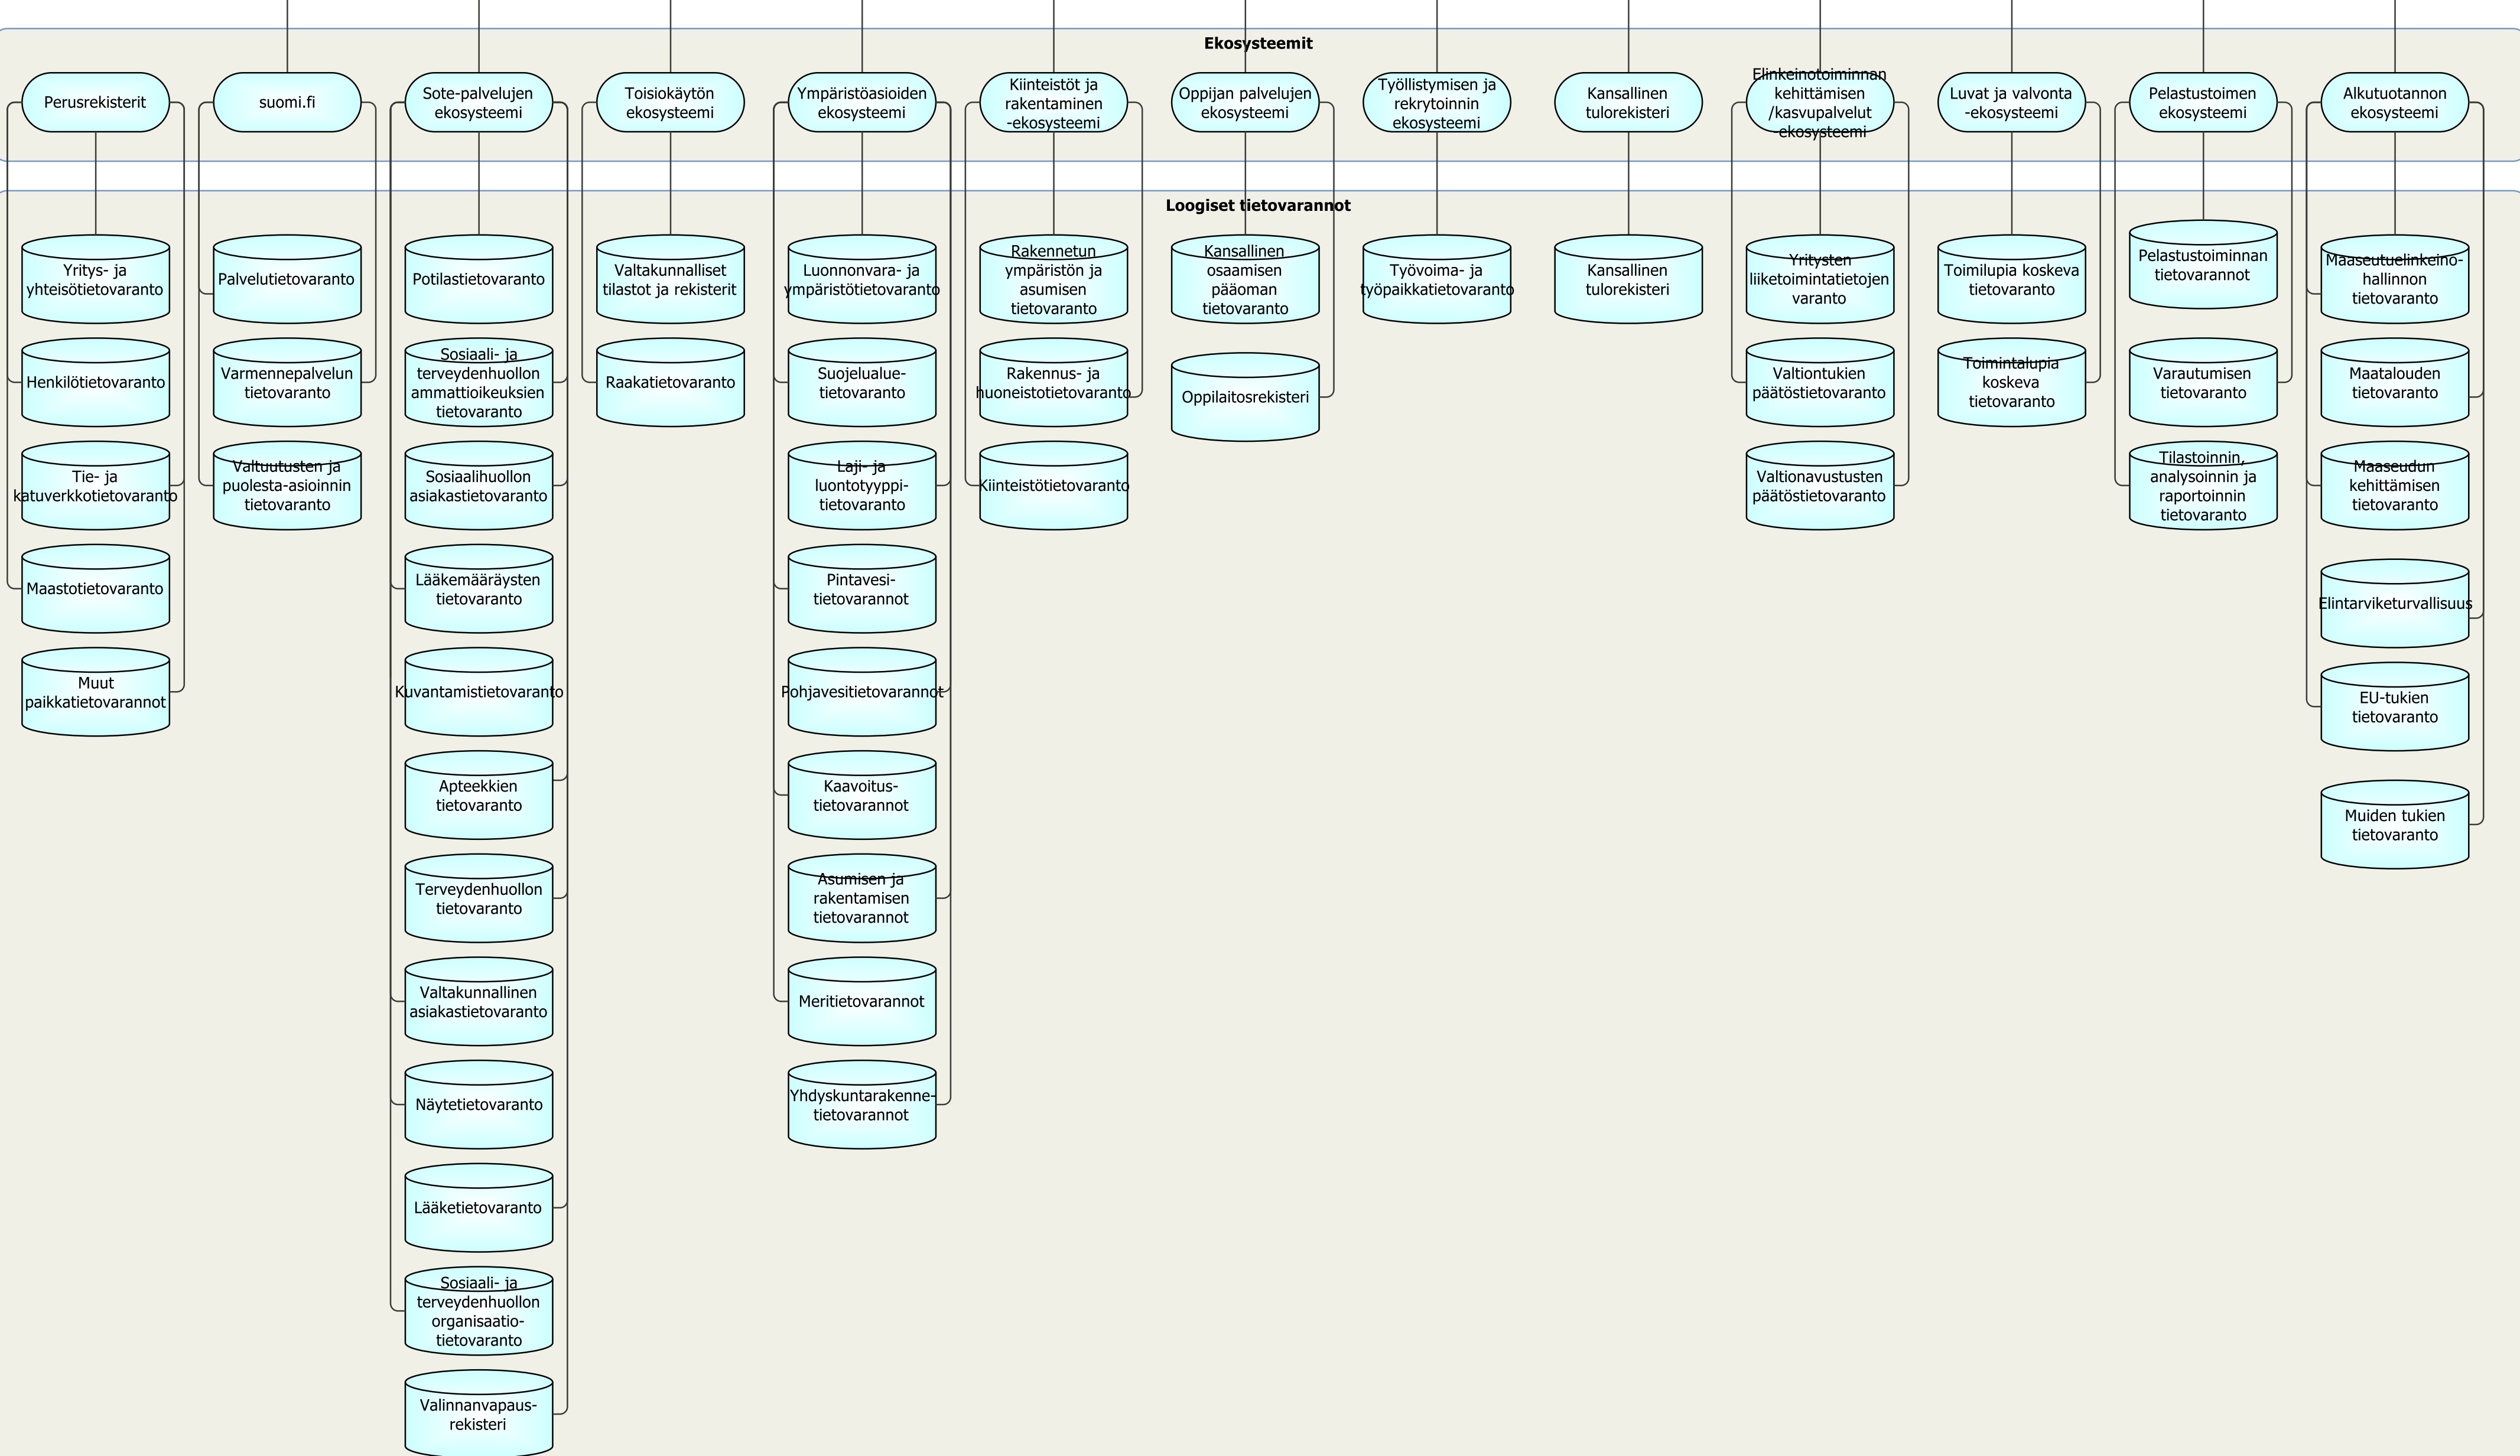 Ekosysteemit
Perusrekisterit
suomi.fi
Sote-palvelujen
ekosysteemi
Toisiokäytön
ekosysteemi
Ympäristöasioiden
ekosysteemi
Kiinteistöt ja
rakentaminen
-ekosysteemi
Oppijan palvelujen
ekosysteemi
Työllistymisen ja
rekrytoinnin
ekosysteemi
Kansallinen
tulorekisteri
Elinkeinotoiminnan
kehittämisen
/kasvupalvelut
-ekosysteemi
Luvat ja valvonta
-ekosysteemi
Pelastustoimen
ekosysteemi
Alkutuotannon
ekosysteemi
Loogiset tietovarannot
Yritys- ja
yhteisötietovaranto
Henkilötietovaranto
Tie- ja
katuverkkotietovaranto
Maastotietovaranto
Muut
paikkatietovarannot
Palvelutietovaranto
Varmennepalvelun
tietovaranto
Valtuutusten ja
puolesta-asioinnin
tietovaranto
Potilastietovaranto
Sosiaali- ja
terveydenhuollon
ammattioikeuksien
tietovaranto
Sosiaalihuollon
asiakastietovaranto
Lääkemääräysten
tietovaranto
Kuvantamistietovaranto
Apteekkien
tietovaranto
Terveydenhuollon
tietovaranto
Valtakunnallinen
asiakastietovaranto
Näytetietovaranto
Lääketietovaranto
Sosiaali- ja
terveydenhuollon
organisaatio-
tietovaranto
Valinnanvapaus-
rekisteri
Valtakunnalliset
tilastot ja rekisterit
Raakatietovaranto
Luonnonvara- ja
ympäristötietovaranto
Suojelualue-
tietovaranto
Laji- ja
luontotyyppi-
tietovaranto
Pintavesi-
tietovarannot
Pohjavesitietovarannot
Kaavoitus-
tietovarannot
Asumisen ja
rakentamisen
tietovarannot
Meritietovarannot
Yhdyskuntarakenne-
tietovarannot
Rakennetun
ympäristön ja
asumisen
tietovaranto
Rakennus- ja
huoneistotietovaranto
Kiinteistötietovaranto
Kansallinen
osaamisen
pääoman
tietovaranto
Oppilaitosrekisteri
Työvoima- ja
työpaikkatietovaranto
Kansallinen
tulorekisteri
Yritysten
liiketoimintatietojen
varanto
Valtiontukien
päätöstietovaranto
Valtionavustusten
päätöstietovaranto
Toimilupia koskeva
tietovaranto
Toimintalupia
koskeva
tietovaranto
Pelastustoiminnan
tietovarannot
Varautumisen
tietovaranto
Tilastoinnin,
analysoinnin ja
raportoinnin
tietovaranto
Maaseutuelinkeino-
hallinnon
tietovaranto
Maatalouden
tietovaranto
Maaseudun
kehittämisen
tietovaranto
Elintarviketurvallisuus
EU-tukien
tietovaranto
Muiden tukien
tietovaranto